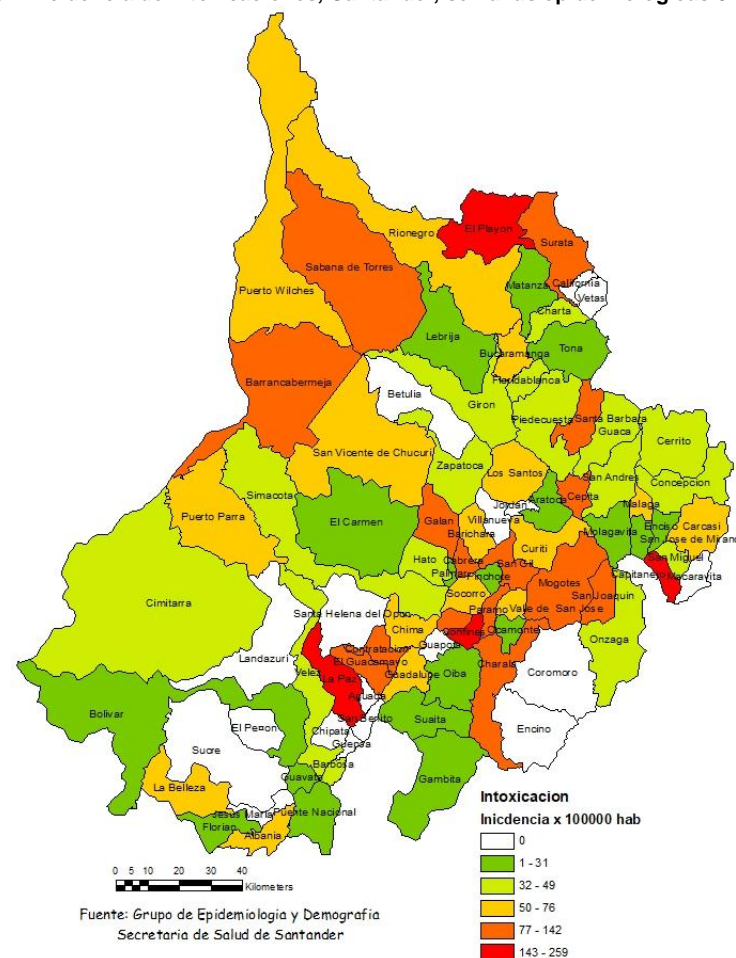 Rionegro
El Playon
Surata
Sabana de Torres
Puerto Wilches
Matanza
California
Vetas
Charta
Lebrija
Tona
Bucaramanga
Barrancabermeja
Floridablanca
Betulia
Giron
Piedecuesta
Santa Barbara
Guaca
Cerrito
San Vicente de Chucuri
Zapatoca
Los Santos
San Andres
Concepcion
Simacota
Cepita
Malaga
Jordan
Aratoca
Puerto Parra
El Carmen
Galan
Villanueva
Barichara
Molagavita
Enciso
Carcasi
San Jose de Miran
Curiti
San Miguel
Hato
Cabrera
San Gil
Mogotes
Capitanejo
Macaravita
Socorro
San Joaquin
Cimitarra
Santa Helena del Opon
Paramo
Valle de San Jose
Chima
Confines
Ocamonte
Onzaga
Contratacion
Guapota
Landazuri
El Guacamayo
Charala
Velez
La Paz
Guadalupe
Oiba
Coromoro
Aguada
Bolivar
San Benito
El Penon
Chipata
Suaita
Encino
Sucre
Guepsa
Barbosa
Guavata
Gambita
La Belleza
Jesus Maria
Puente Nacional
Florian
Albania
0 5 10 20 30 40
Kilometers
Fuente: Grupo de Epidemiologia y Demografia
Secretaria de Salud de Santander
Intoxicacion
Inicdencia x 100000 hab
0
1 - 31
32 - 49
50 - 76
77 - 142
143 - 259